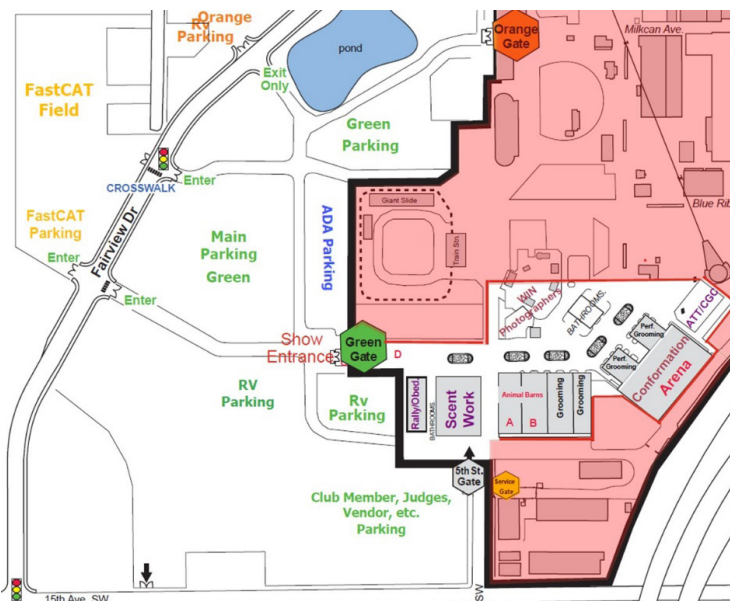 Orange
RV
Parking
Orange
Gate
Milkcan Ave.
pond
Exit
Only
FastCAT
Field
Green
Parking
CROSSWALK
Enter
Giant Slide
Blue Rib
FastCAT
Parking
Enter
Fairview Dr
Main
Parking
Green
ADA Parking
Train Stn.
Enter
WIN
Photographers
BATHROOMS.
ATT/CGC
Show
Entrance
Green
Gate
D
Perf.
Grooming
Perf.
Grooming
Conformation
Arena
RV
Parking
Rv
Parking
Rally/Obed.
BATHROOMS
Scent
Work
Animal Barns
A
B
Grooming
Grooming
5th St.
Gate
Service
Gate
Club Member, Judges,
Vendor, etc.
Parking
15th Ave. SW
SW